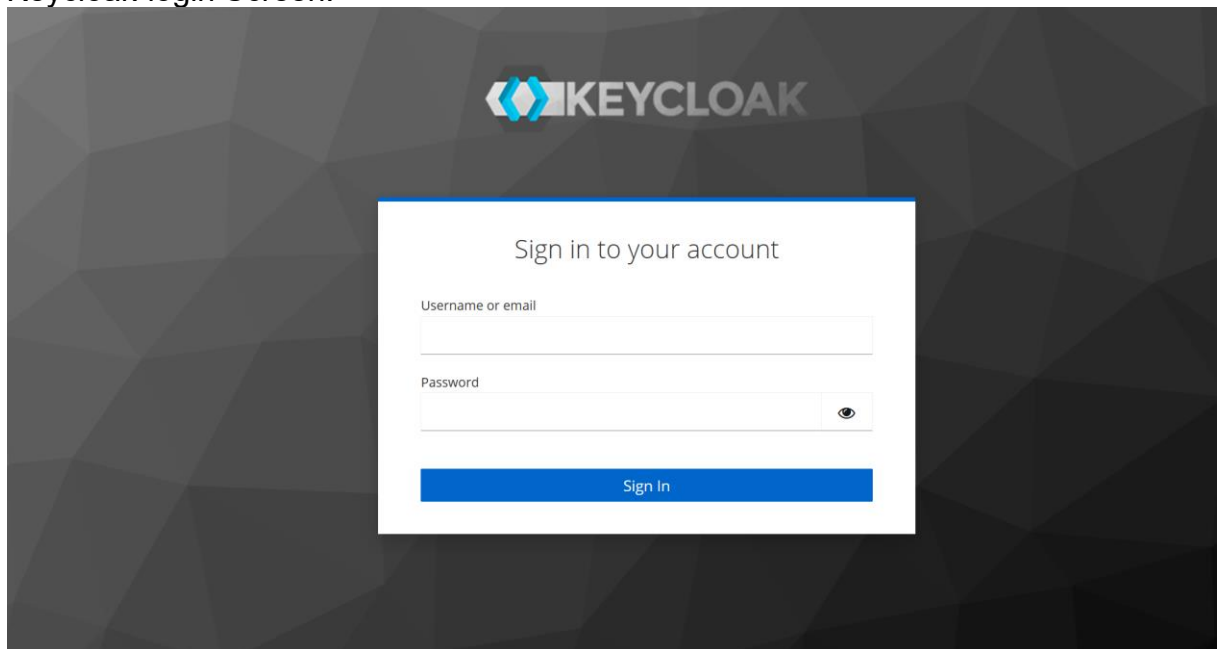 Keycloak login Screen:
KEYCLOAK
Sign in to your account
Username or email
Password
Sign In